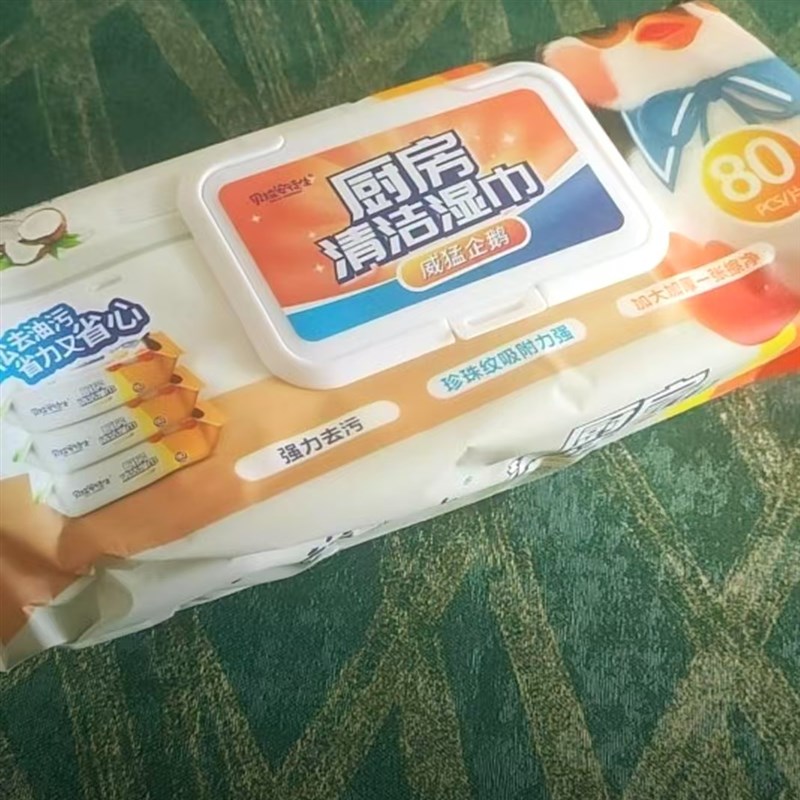 厨房
清洁湿巾
威猛企鹅
80
PCS/片
去油污
省力又省心!
强力去污
珍珠纹吸附力强
加大加厚一张
厨房